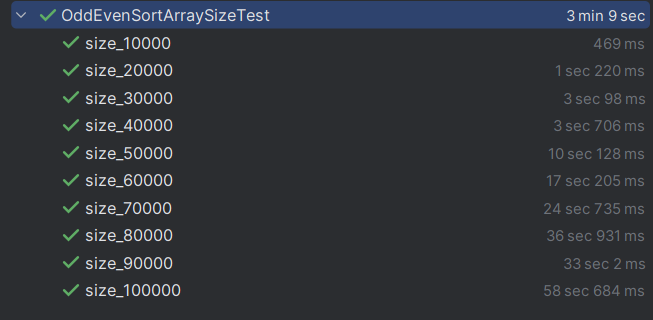 OddEvenSortArraySizeTest 3 min 9 sec
size_10000 469 ms
size_20000 1 sec 220 ms
size_30000 3 sec 98 ms
size_40000 3 sec 706 ms
size_50000 10 sec 128 ms
size_60000 17 sec 205 ms
size_70000 24 sec 735 ms
size_80000 36 sec 931 ms
size_90000 33 sec 2 ms
size_100000 58 sec 684 ms